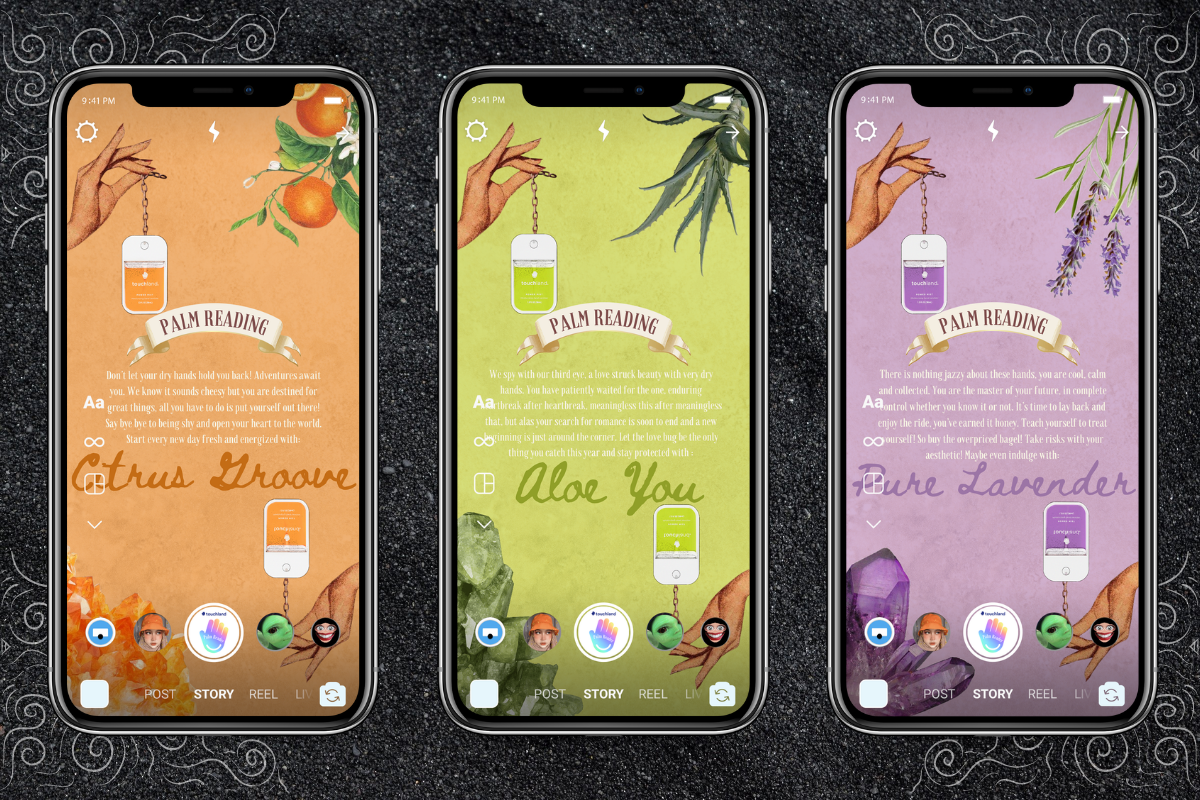 9:41 PM
touchland.
PALM READING
Don't let your dry hands hold you back! Adventures await
you. We know it sounds cheesy but you are destined for
great things, all you have to do is put yourself out there!
Say bye bye to being shy and open your heart to the world.
Start every new day fresh and energized with:
Aa
Citrus Groove
touchland
touchland
POST STORY REEL LIV
9:41 PM
touchland.
PALM READING
We spy with our third eye, a love struck beauty with very dry
hands. You have patiently waited for the one, enduring
heartbreak after heartbreak, meaningless this after meaningless
that, but alas your search for romance is soon to end and a new
beginning is just around the corner. Let the love bug be the only
thing you catch this year and stay protected with :
Aa
Aloe You
touchland
touchland
POST STORY REEL LIV
9:41 PM
touchland.
PALM READING
There is nothing jazzy about these hands, you are cool, calm
and collected. You are the master of your future, in complete
control whether you know it or not. It's time to lay back and
enjoy the ride, you've earned it honey. Teach yourself to treat
yourself! So buy the overpriced bagel! Take risks with your
aesthetic! Maybe even indulge with:
Aa
Pure Lavender
touchland
touchland
POST STORY REEL LIV